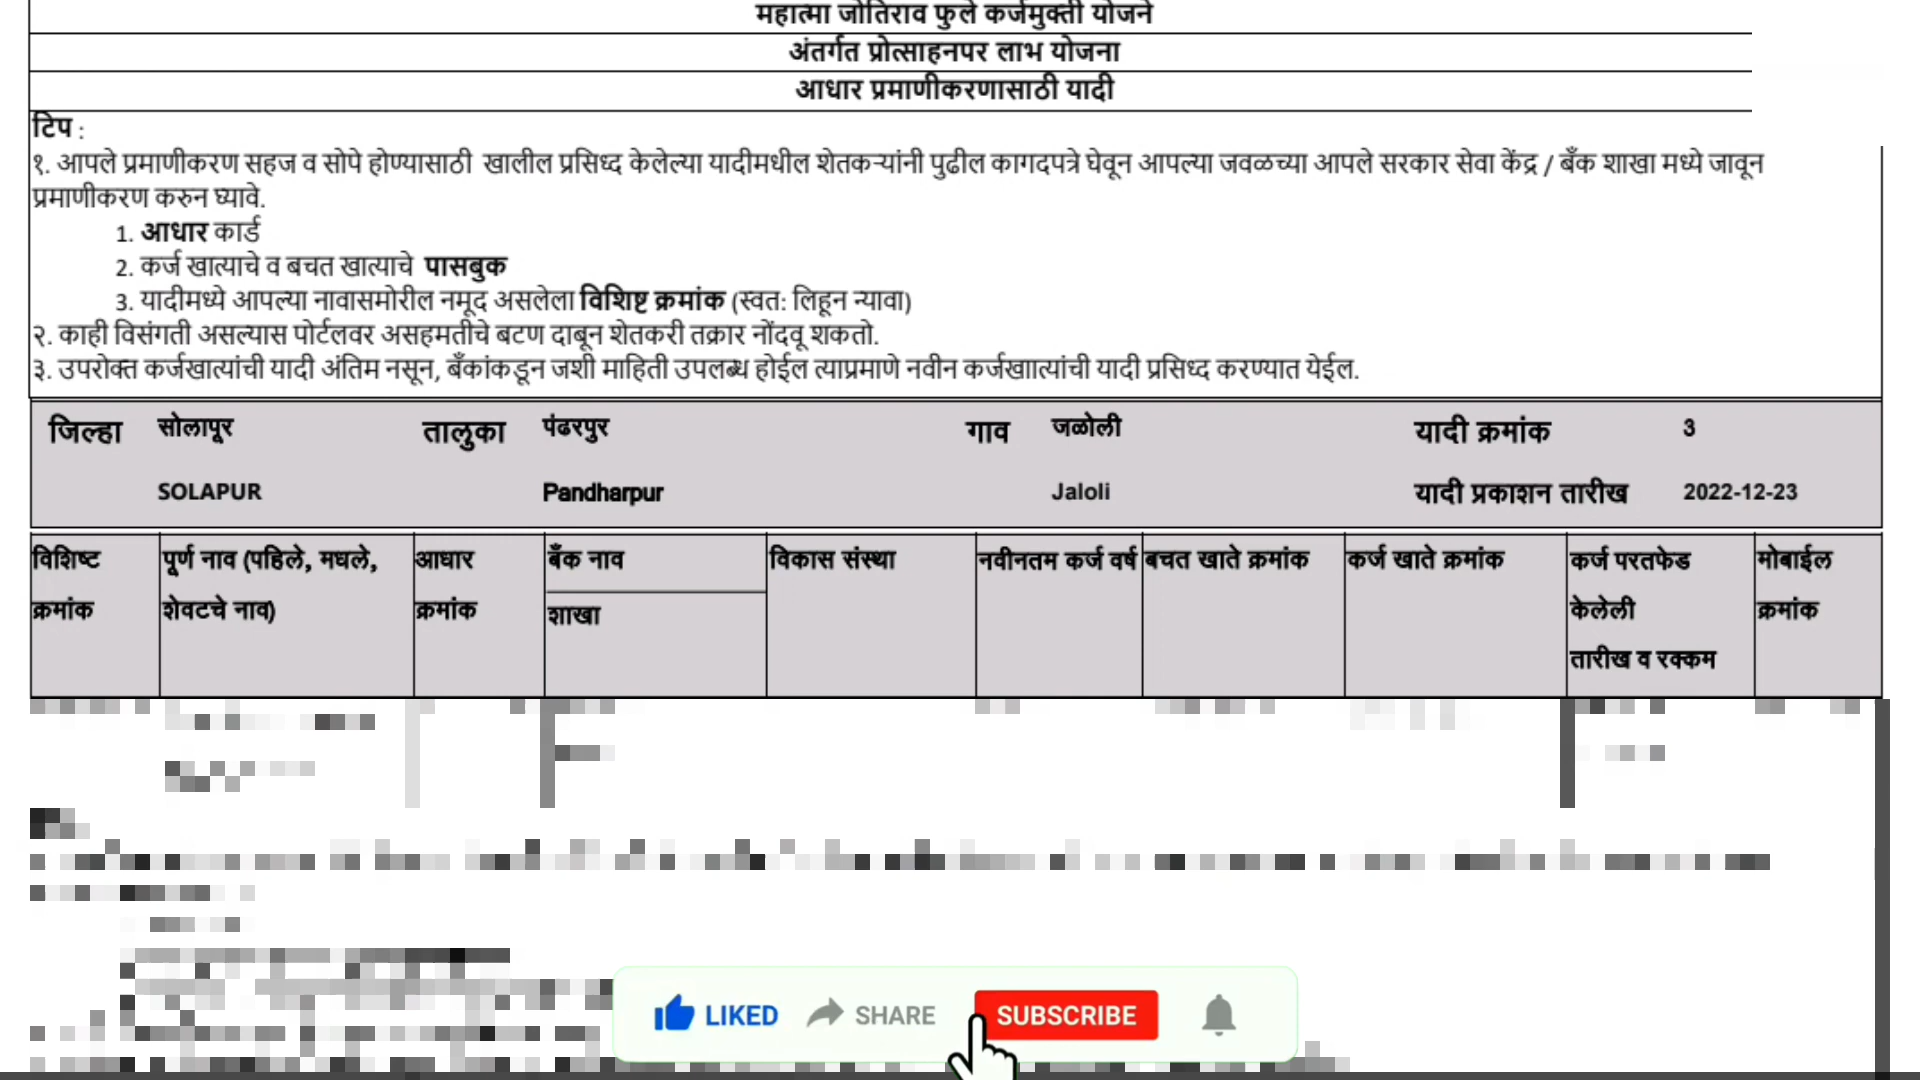 महात्मा जोतिराव फुले कर्जमुक्ती योजने
अंतर्गत प्रोत्साहनपर लाभ योजना
आधार प्रमाणीकरणासाठी यादी
टिप :
१. आपले प्रमाणीकरण सहज व सोपे होण्यासाठी खालील प्रसिध्द केलेल्या यादीमधील शेतकऱ्यांनी पुढील कागदपत्रे घेवून आपल्या जवळच्या आपले सरकार सेवा केंद्र / बँक शाखा मध्ये जावून
प्रमाणीकरण करुन घ्यावे.
1. आधार कार्ड
2. कर्ज खात्याचे व बचत खात्याचे पासबुक
3. यादीमध्ये आपल्या नावासमोरील नमूद असलेला विशिष्ट क्रमांक (स्वत: लिहून न्यावा)
२. काही विसंगती असल्यास पोर्टलवर असहमतीचे बटण दाबून शेतकरी तक्रार नोंदवू शकतो.
३. उपरोक्त कर्जखात्यांची यादी अंतिम नसून, बँकांकडून जशी माहिती उपलब्ध होईल त्याप्रमाणे नवीन कर्जखाात्यांची यादी प्रसिध्द करण्यात येईल.
जिल्हा सोलापूर तालुका पंढरपुर गाव जळोली यादी क्रमांक 3
SOLAPUR Pandharpur Jaloli यादी प्रकाशन तारीख 2022-12-23
विशिष्ट पूर्ण नाव (पहिले, मधले, आधार बँक नाव विकास संस्था नवीनतम कर्ज वर्ष बचत खाते क्रमांक कर्ज खाते क्रमांक कर्ज परतफेड मोबाईल
क्रमांक शेवटचे नाव) क्रमांक शाखा केलेली क्रमांक
तारीख व रक्कम
LIKED SHARE SUBSCRIBE